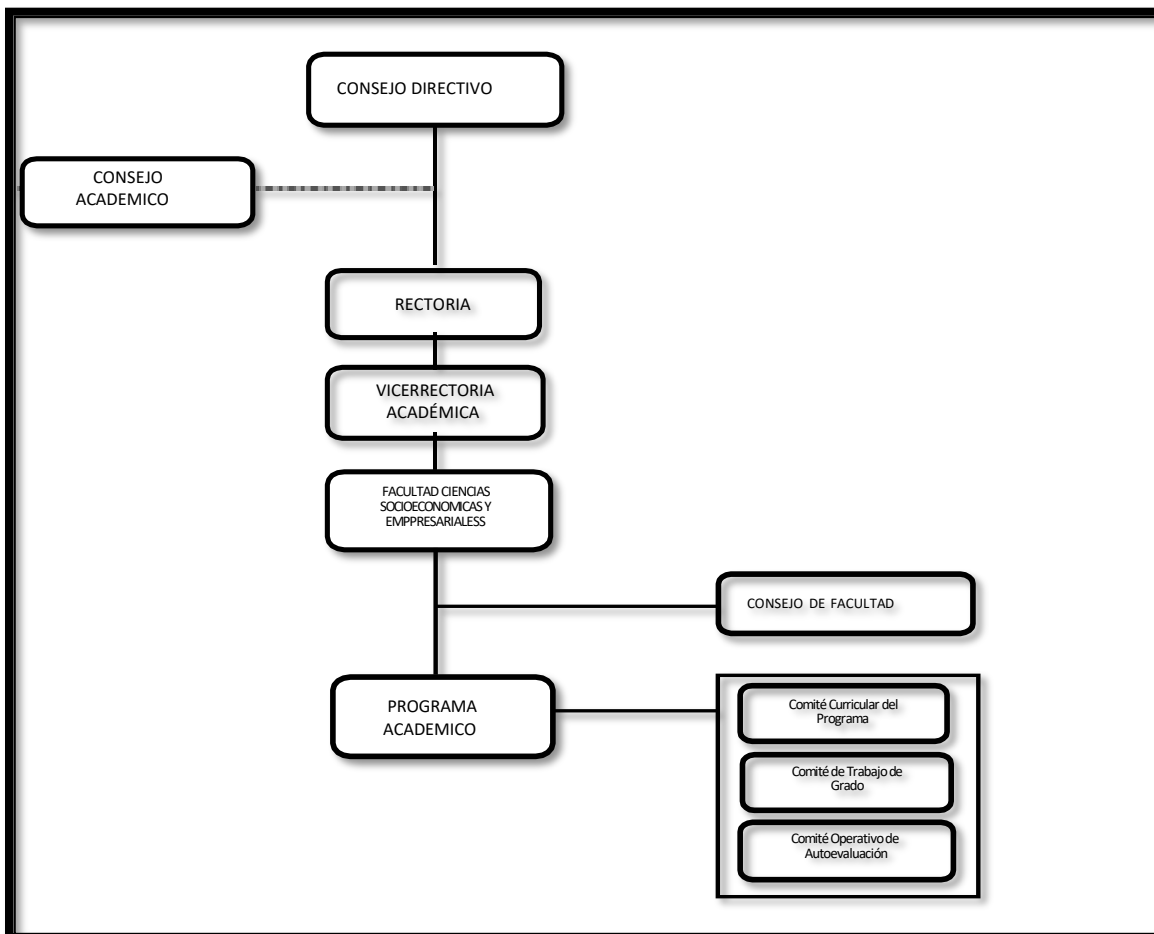 CONSEJO DIRECTIVO
CONSEJO
ACADEMICO
RECTORIA
VICERRECTORIA
ACADÉMICA
FACULTAD CIENCIAS
SOCIOECONOMICAS Y
EMPPRESARIALESS
CONSEJO DE FACULTAD
PROGRAMA
ACADEMICO
Comité Curricular del
Programa
Comité de Trabajo de
Grado
Comité Operativo de
Autoevaluación